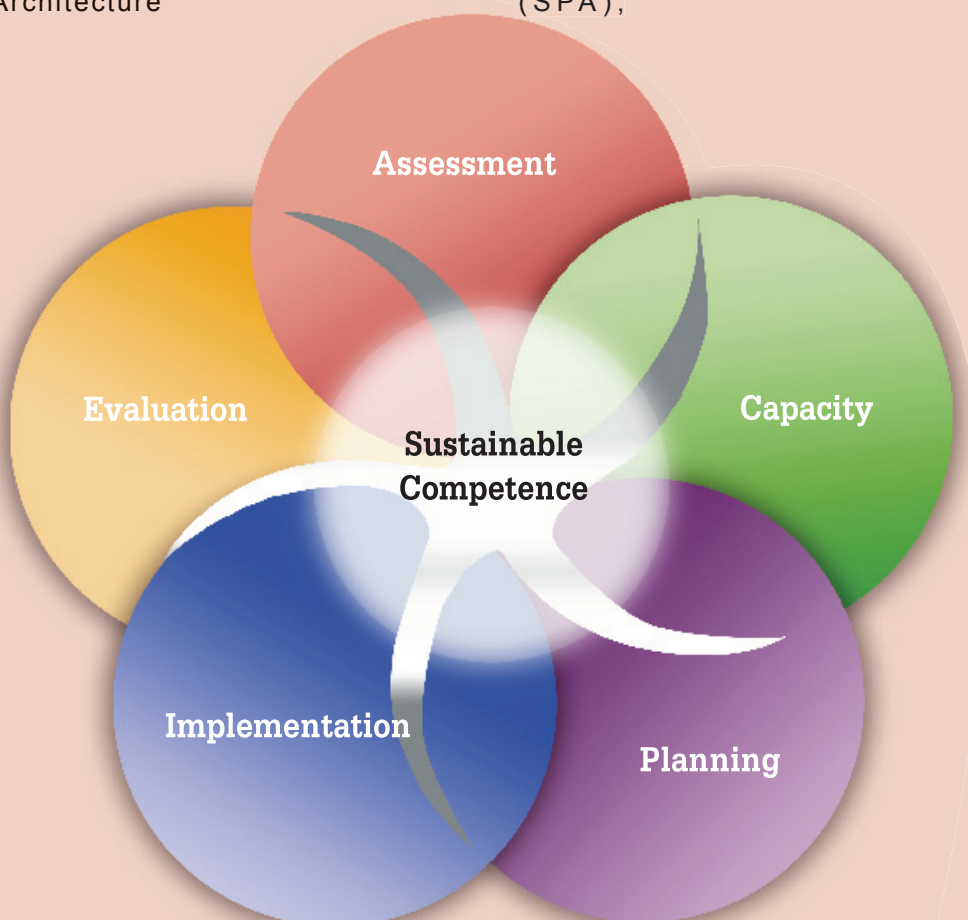 Architecture (SPA),
Assessment
Evaluation
Capacity
Sustainable
Competence
Implementation
Planning